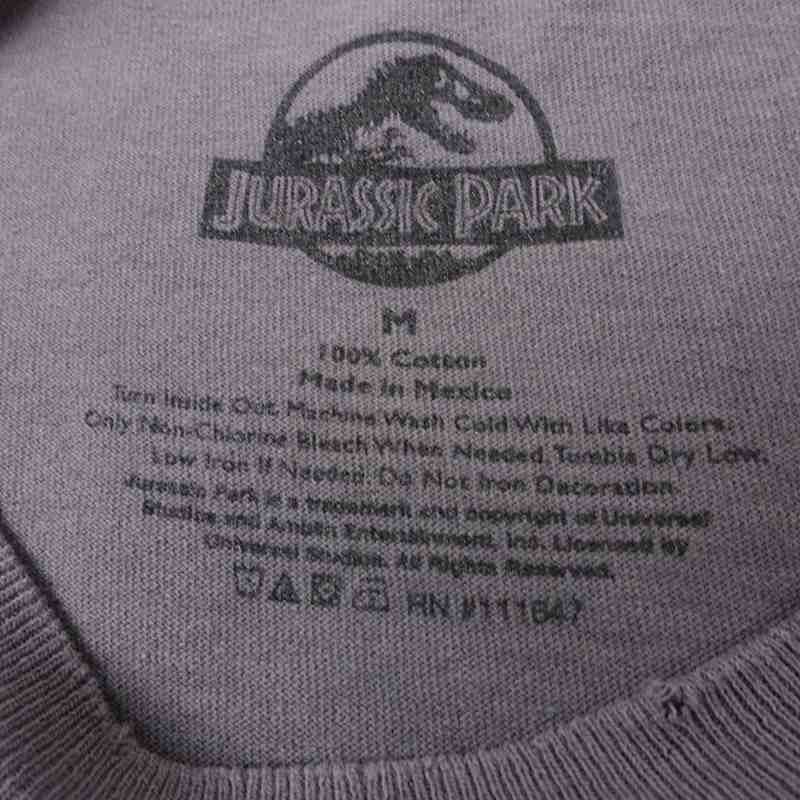 JURASSIC PARK
M
100% Cotton
Made in Mexico
Turn Inside Out. Machine Wash Cold With Like Colors.
Only Non-Chlorine Bleach When Needed. Tumble Dry Low.
Low Iron If Needed. Do Not Iron Decoration.
Jurassic Park is a trademark and copyright of Universal
Studios and Amblin Entertainment, Inc. Licensed by
Universal Studios. All Rights Reserved.
RN #111647